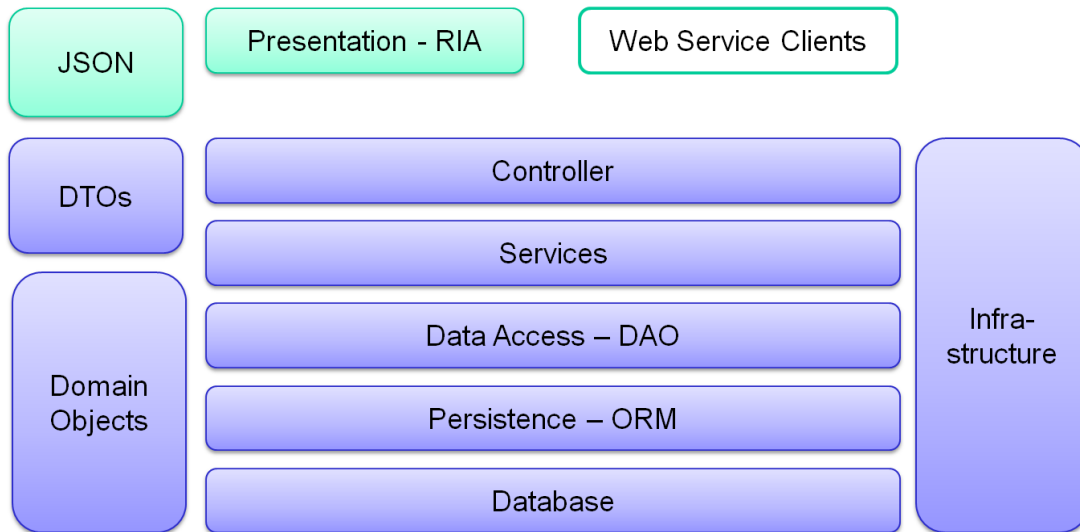 JSON
Presentation - RIA
Web Service Clients
DTOs
Controller
Services
Domain
Objects
Data Access – DAO
Persistence – ORM
Database
Infra-
structure